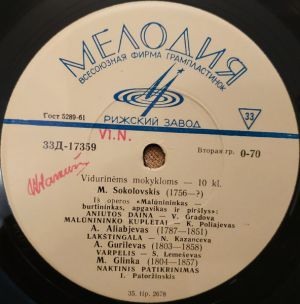 МЕЛОДИЯ
ВСЕСОЮЗНАЯ ФИРМА ГРАМПЛАСТИНОК
Гост 5289-61
РИЖСКИЙ ЗАВОД
33
VI.N.
33Д-17359
Вторая гр. 0-70
Vidurinėms mokykloms — 10 kl.
M. Sokolovskis (1756—?)
Iš operos «Malūnininkas —
burtininkas, apgavikas ir piršlys»:
ANIUTOS DAINA — V. Gradova
MALŪNININKO KUPLETAI — K. Poliajevas
A. Aliabjevas (1787—1851)
LAKŠTINGALA — N. Kazanceva
A. Gurilevas (1803—1858)
VARPELIS — S. Lemeševas
M. Glinka (1804—1857)
NAKTINIS PATIKRINIMAS
I. Patoržinskis
35. tip. 2678